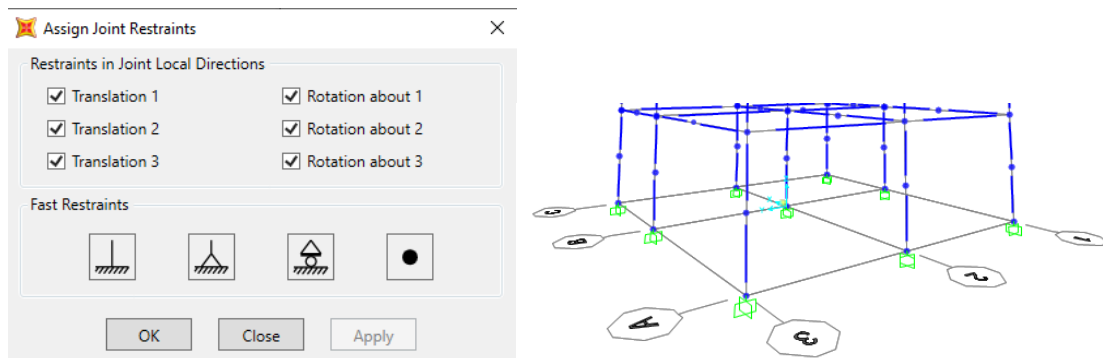 Assign Joint Restraints
Restraints in Joint Local Directions
Translation 1
Rotation about 1
Translation 2
Rotation about 2
Translation 3
Rotation about 3
Fast Restraints
OK
Close
Apply
C
B
A
3
2
1